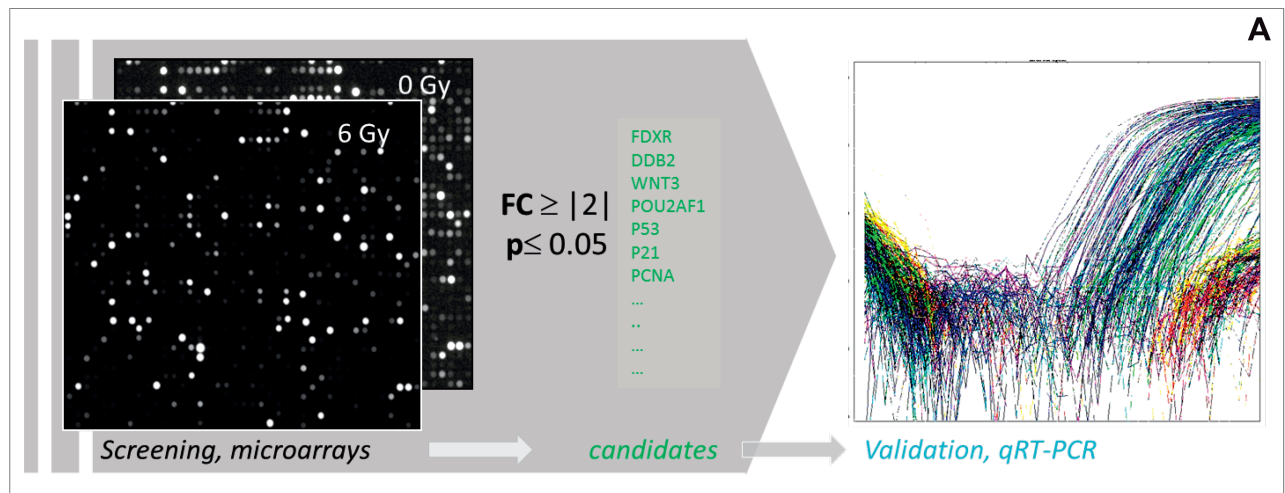 A
0 Gy
6 Gy
FC ≥ |2|
p≤ 0.05
FDXR
DDB2
WNT3
POU2AF1
P53
P21
PCNA
...
..
...
...
Screening, microarrays
candidates
Validation, qRT-PCR